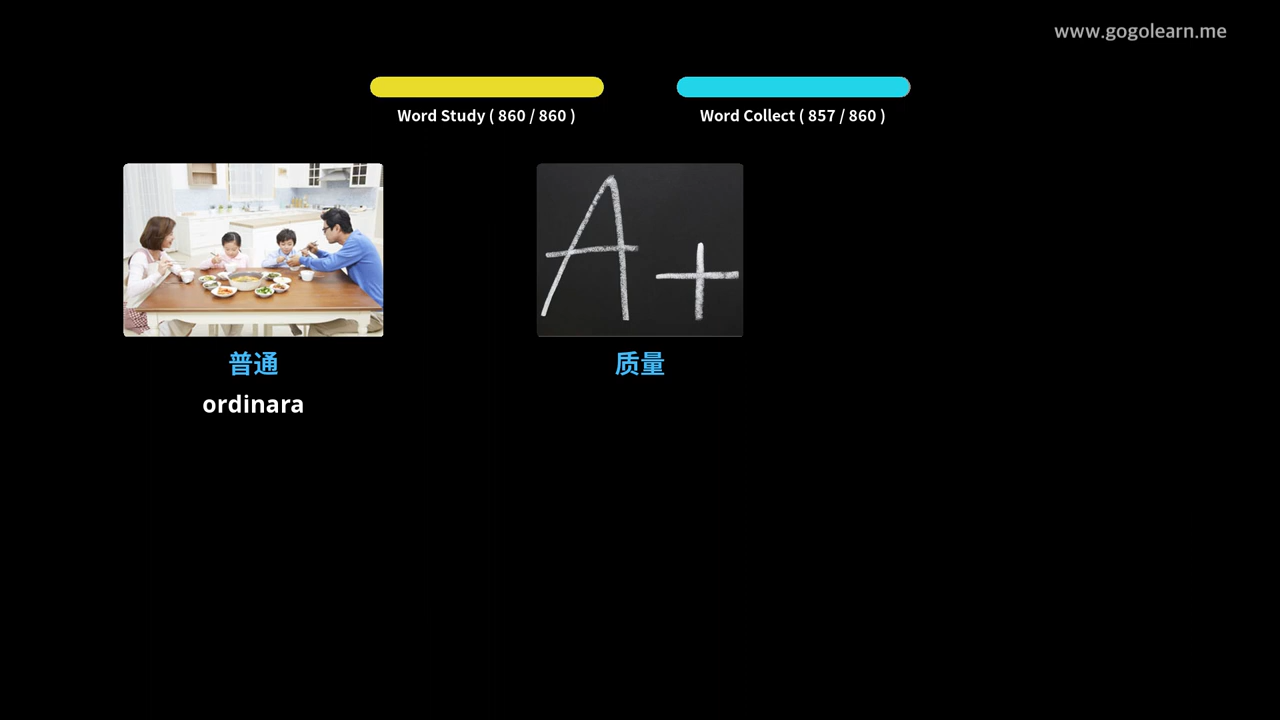 www.gogolearn.me
Word Study ( 860 / 860 )
Word Collect ( 857 / 860 )
A+
普通
质量
ordinara